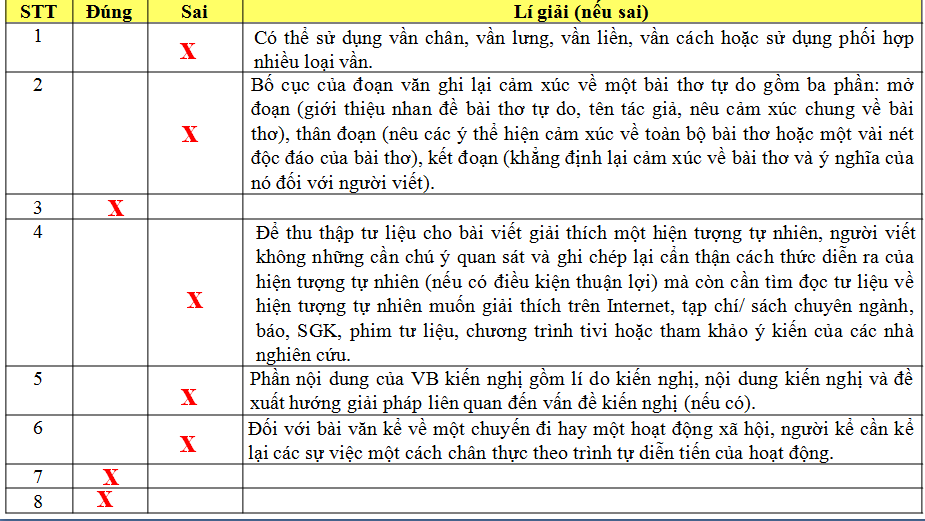 STT Đúng Sai Lí giải (nếu sai)
1 X Có thể sử dụng vần chân, vần lưng, vần liền, vần cách hoặc sử dụng phối hợp
nhiều loại vần.
2 X Bố cục của đoạn văn ghi lại cảm xúc về một bài thơ tự do gồm ba phần: mở
đoạn (giới thiệu nhan đề bài thơ tự do, tên tác giả, nêu cảm xúc chung về bài
thơ), thân đoạn (nêu các ý thể hiện cảm xúc về toàn bộ bài thơ hoặc một vài nét
độc đáo của bài thơ), kết đoạn (khẳng định lại cảm xúc về bài thơ và ý nghĩa của
nó đối với người viết).
3 X
4 X Để thu thập tư liệu cho bài viết giải thích một hiện tượng tự nhiên, người viết
không những cần chú ý quan sát và ghi chép lại cẩn thận cách thức diễn ra của
hiện tượng tự nhiên (nếu có điều kiện thuận lợi) mà còn cần tìm đọc tư liệu về
hiện tượng tự nhiên muốn giải thích trên Internet, tạp chí/ sách chuyên ngành,
báo, SGK, phim tư liệu, chương trình tivi hoặc tham khảo ý kiến của các nhà
nghiên cứu.
5 X Phần nội dung của VB kiến nghị gồm lí do kiến nghị, nội dung kiến nghị và đề
xuất hướng giải pháp liên quan đến vấn đề kiến nghị (nếu có).
6 X Đối với bài văn kể về một chuyến đi hay một hoạt động xã hội, người kể cần kể
lại các sự việc một cách chân thực theo trình tự diễn tiến của hoạt động.
7 X
8 X